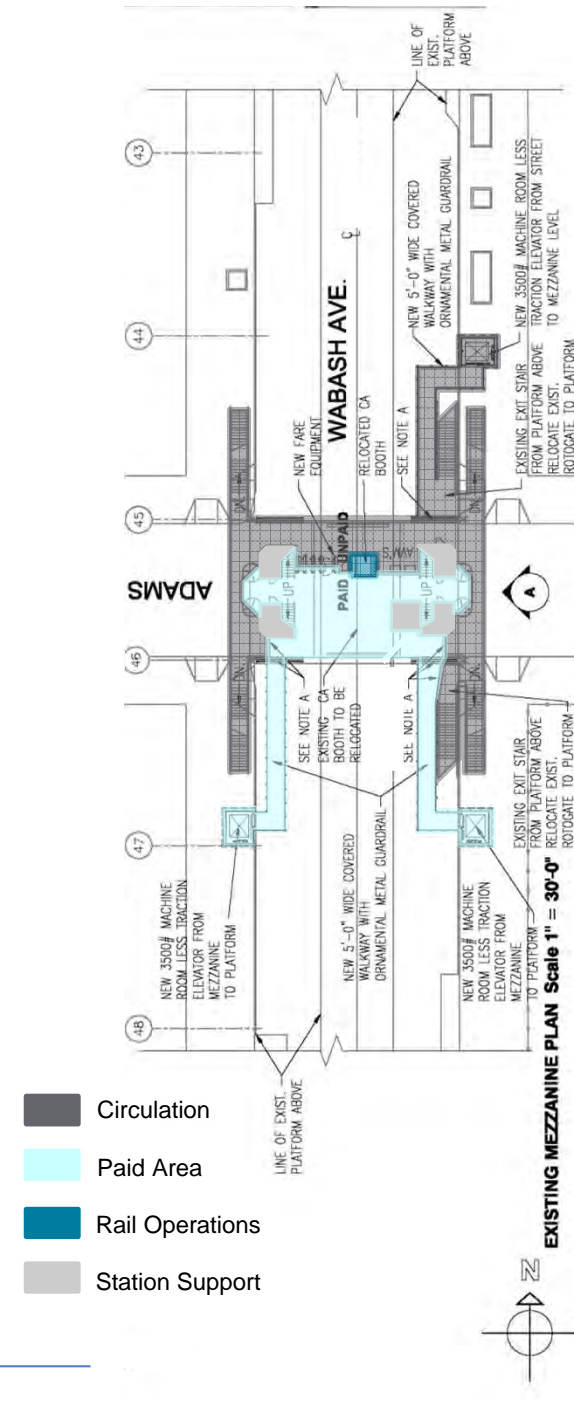 LINE OF
EXIST.
PLATFORM
ABOVE
43
NEW 5'-0" WIDE COVERED
WALKWAY WITH
ORNAMENTAL METAL GUARDRAIL
NEW 3500# MACHINE ROOM LESS
TRACTION ELEVATOR FROM STREET
TO MEZZANINE LEVEL
44
WABASH AVE.
NEW FARE
EQUIPMENT
RELOCATED CA
BOOTH
SEE NOTE A
EXISTING EXIT STAIR
FROM PLATFORM ABOVE
RELOCATE EXIST.
ROTOGATE TO PLATFORM
DN
DN
45
ADAMS
PAID
UNPAID
AVM'S
UP
UP
A
46
SEE NOTE A
EXISTING CA
BOOTH TO BE
RELOCATED
SEE NOTE A
DN
DN
EXISTING EXIT STAIR
FROM PLATFORM ABOVE
RELOCATE EXIST.
ROTOGATE TO PLATFORM
47
NEW 3500# MACHINE
ROOM LESS TRACTION
ELEVATOR FROM
MEZZANINE
TO PLATFORM
NEW 5'-0" WIDE COVERED
WALKWAY WITH
ORNAMENTAL METAL GUARDRAIL
NEW 3500# MACHINE
ROOM LESS TRACTION
ELEVATOR FROM
MEZZANINE
TO PLATFORM
48
LINE OF EXIST.
PLATFORM ABOVE
Circulation
Paid Area
Rail Operations
Station Support
N
EXISTING MEZZANINE PLAN Scale 1" = 30'-0"